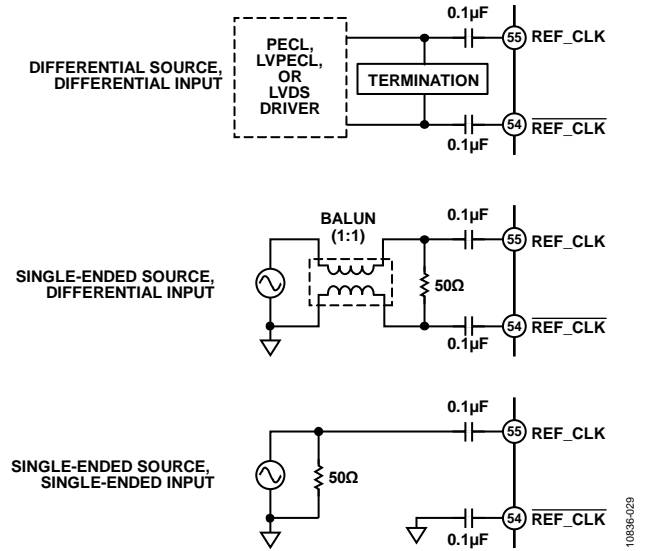 0.1µF
55 REF_CLK
PECL,
LVPECL,
OR
LVDS
DRIVER
DIFFERENTIAL SOURCE,
DIFFERENTIAL INPUT
TERMINATION
54 REF_CLK
0.1µF
BALUN
(1:1)
0.1µF
55 REF_CLK
SINGLE-ENDED SOURCE,
DIFFERENTIAL INPUT
50Ω
54 REF_CLK
0.1µF
0.1µF
55 REF_CLK
SINGLE-ENDED SOURCE,
SINGLE-ENDED INPUT
50Ω
54 REF_CLK
0.1µF
10836-029